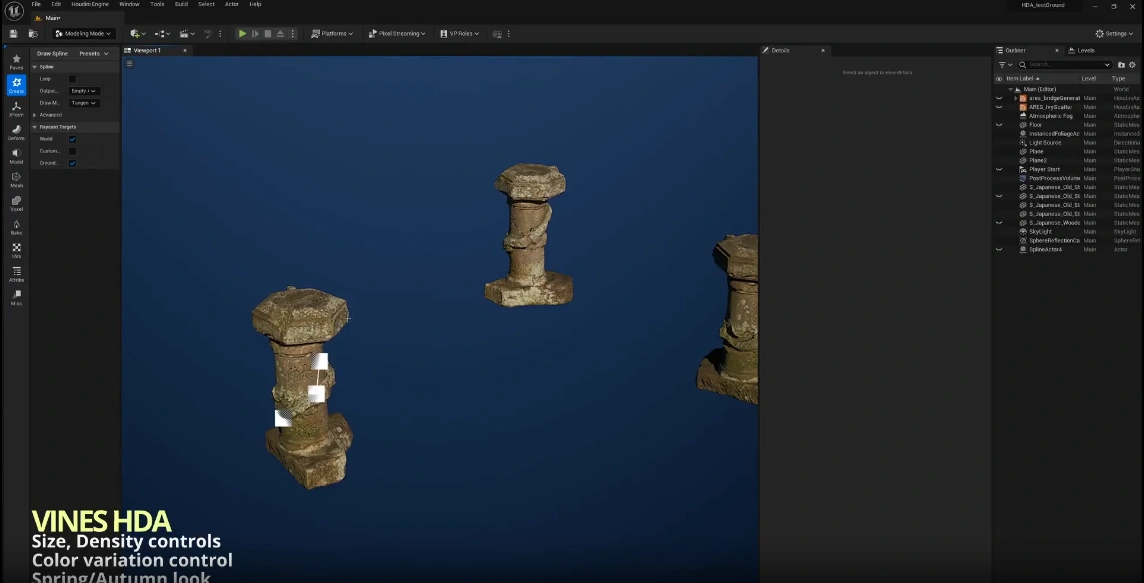 File Edit Houdini Engine Window Tools Build Select Actor Help
HDA_testGround
Main*
Modeling Mode
Platforms
Pixel Streaming
VP Roles
Settings
Draw Spline Presets
Viewport 1
Details
Outliner
Levels
Spline
Loop
Output...
Draw M...
Advanced
Raycast Targets
World
Custom...
Ground...
Create
XForm
Deform
Model
Mesh
Voxel
Bake
UVs
Attribs
Misc
Select an object to view details.
Search...
Item Label Level Type
Main (Editor) World
ares_bridgeGenerat Main HoudiniAs
ARES_IvyScatter Main HoudiniAs
Atmospheric Fog Main Atmosphe
Floor Main StaticMes
InstancedFoliageAc Main Instanced
Light Source Main Directiona
Plane Main StaticMes
Plane2 Main StaticMes
Player Start Main PlayerSta
PostProcessVolume Main PostProce
S_Japanese_Old_St Main StaticMes
S_Japanese_Old_St Main StaticMes
S_Japanese_Old_St Main StaticMes
S_Japanese_Old_St Main StaticMes
S_Japanese_Woode Main StaticMes
SkyLight Main SkyLight
SphereReflectionCa Main SphereRef
SplineActor4 Main Actor
VINES HDA
Size, Density controls
Color variation control
Spring/Autumn look